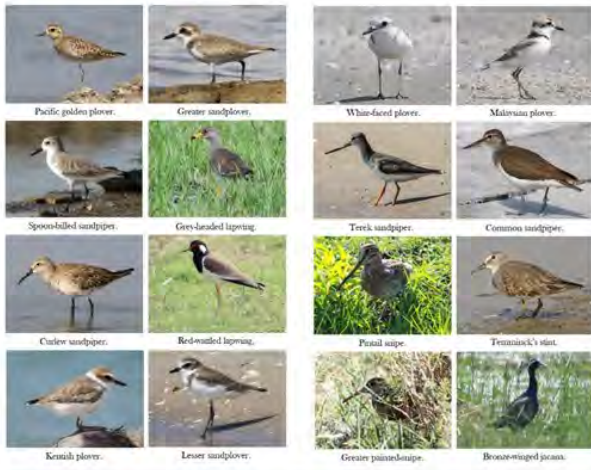 Pacific golden plover.
Greater sandplover.
White-faced plover.
Malaysian plover.
Spoon-billed sandpiper.
Grey-headed lapwing.
Terek sandpiper.
Common sandpiper.
Curlew sandpiper.
Red-wattled lapwing.
Pintail snipe.
Temminck's stint.
Kentish plover.
Lesser sandplover.
Greater painted-snipe.
Bronze-winged jacana.